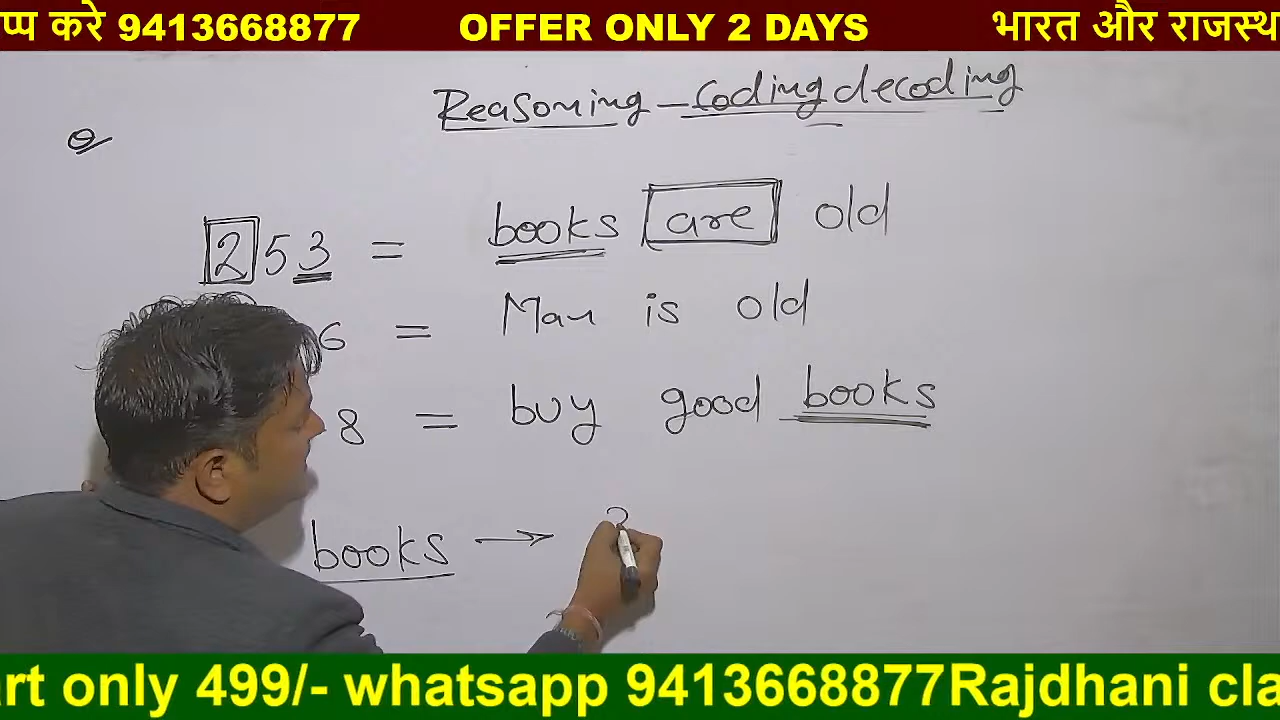 प्प करे 9413668877 OFFER ONLY 2 DAYS भारत और राजस्थ
Reasoning - Coding decoding
Q
253 = books are old
6 = Man is old
8 = buy good books
books →
art only 499/- whatsapp 9413668877Rajdhani cla